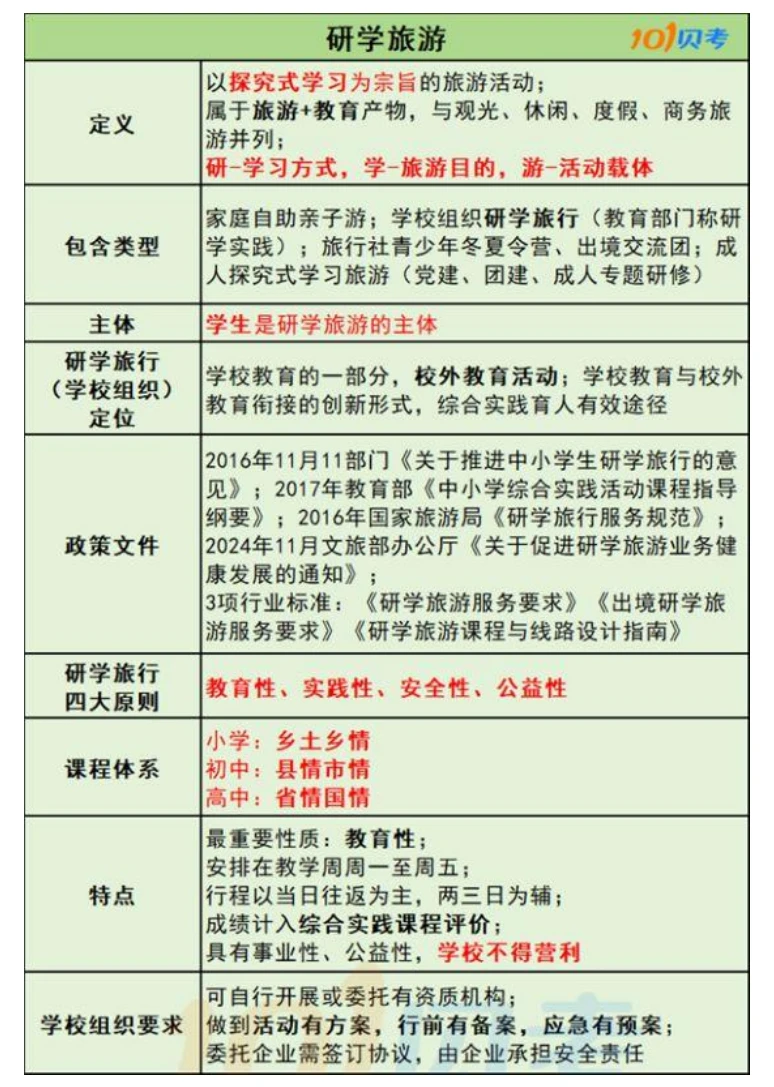 研学旅游
101贝考
定义
以探究式学习为宗旨的旅游活动；
属于旅游+教育产物，与观光、休闲、度假、商务旅
游并列；
研-学习方式，学-旅游目的，游-活动载体
包含类型
家庭自助亲子游；学校组织研学旅行（教育部门称研
学实践）；旅行社青少年冬夏令营、出境交流团；成
人探究式学习旅游（党建、团建、成人专题研修）
主体
学生是研学旅游的主体
研学旅行
（学校组织）
定位
学校教育的一部分，校外教育活动；学校教育与校外
教育衔接的创新形式，综合实践育人有效途径
政策文件
2016年11月11部门《关于推进中小学生研学旅行的意
见》；2017年教育部《中小学综合实践活动课程指导
纲要》；2016年国家旅游局《研学旅行服务规范》；
2024年11月文旅部办公厅《关于促进研学旅游业务健
康发展的通知》；
3项行业标准：《研学旅游服务要求》《出境研学旅
游服务要求》《研学旅游课程与线路设计指南》
研学旅行
四大原则
教育性、实践性、安全性、公益性
课程体系
小学：乡土乡情
初中：县情市情
高中：省情国情
特点
最重要性质：教育性；
安排在教学周周一至周五；
行程以当日往返为主，两三日为辅；
成绩计入综合实践课程评价；
具有事业性、公益性，学校不得营利
学校组织要求
可自行开展或委托有资质机构；
做到活动有方案，行前有备案，应急有预案；
委托企业需签订协议，由企业承担安全责任
101贝考